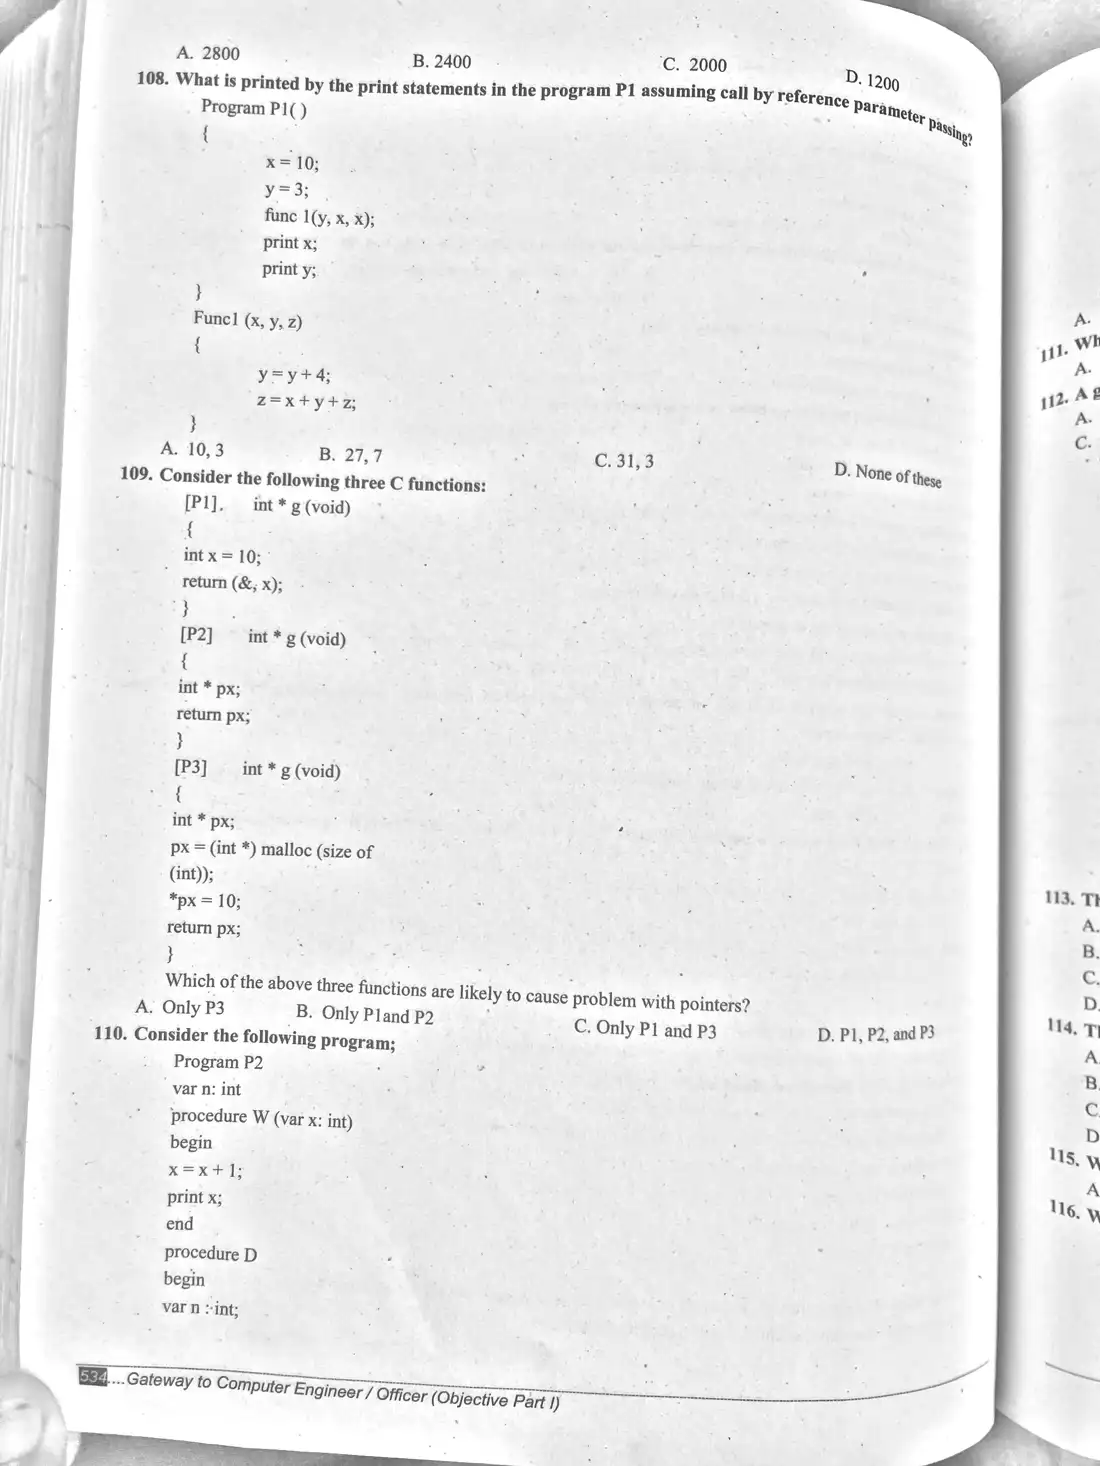 A. 2800 B. 2400 C. 2000 D. 1200
108. What is printed by the print statements in the program P1 assuming call by reference parameter passing?
Program P1( )
{
x = 10;
y = 3;
func 1(y, x, x);
print x;
print y;
}
Func1 (x, y, z)
{
y = y + 4;
z = x + y + z;
}
A. 10, 3 B. 27, 7 C. 31, 3 D. None of these
109. Consider the following three C functions:
[P1]. int * g (void)
{
int x = 10;
return (&, x);
}
[P2] int * g (void)
{
int * px;
return px;
}
[P3] int * g (void)
{
int * px;
px = (int *) malloc (size of
(int));
*px = 10;
return px;
}
Which of the above three functions are likely to cause problem with pointers?
A. Only P3 B. Only P1and P2 C. Only P1 and P3 D. P1, P2, and P3
110. Consider the following program;
Program P2
var n: int
procedure W (var x: int)
begin
x = x + 1;
print x;
end
procedure D
begin
var n : int;
534....Gateway to Computer Engineer / Officer (Objective Part I)
A.
111. Wh
A.
112. A g
A.
C.
113. Th
A.
B.
C.
D.
114. T
A.
B.
C.
D
115. W
A
116. W